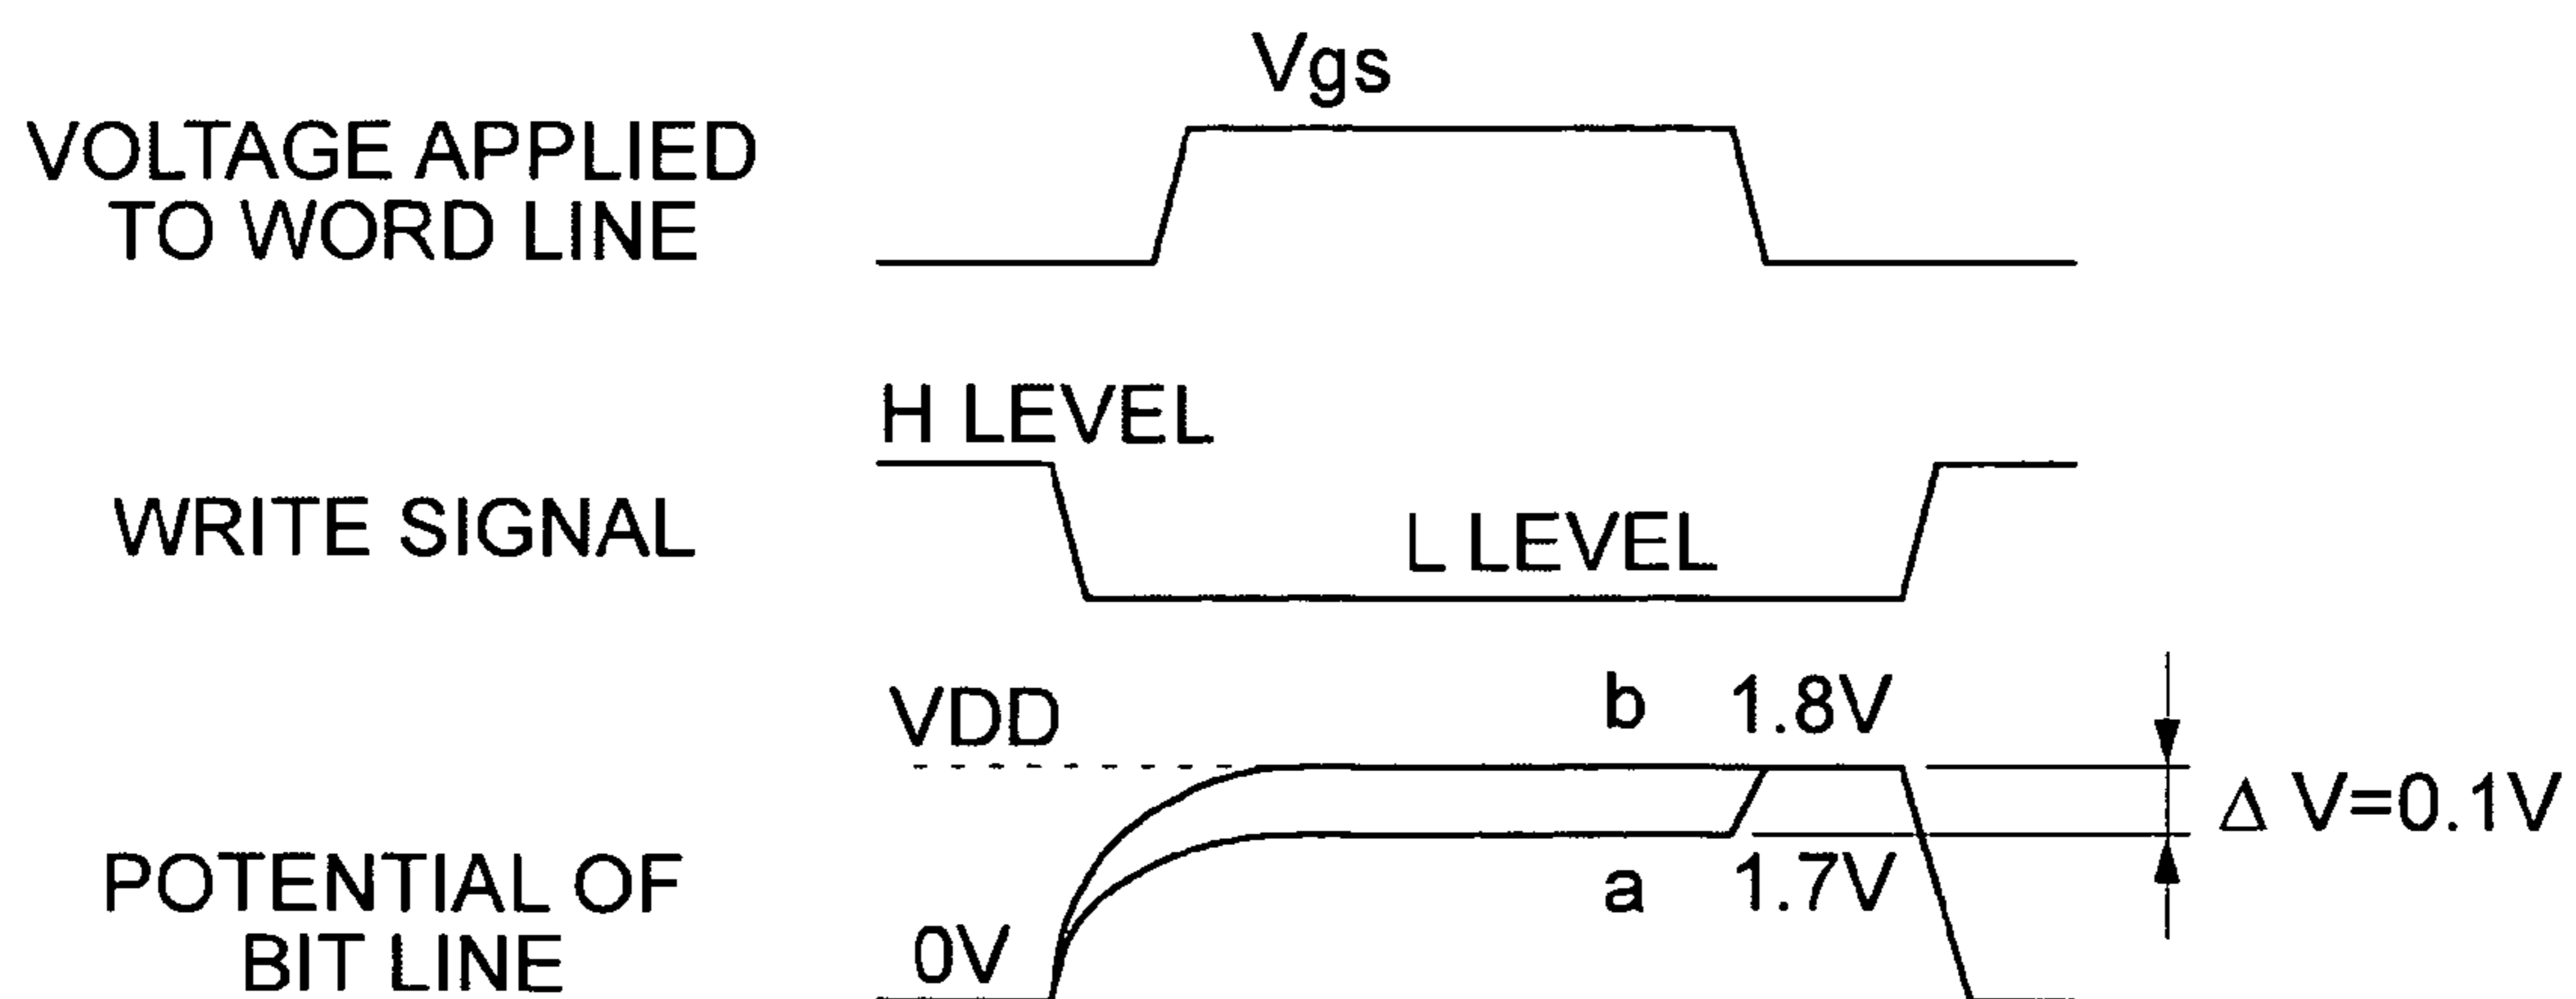 Vgs
VOLTAGE APPLIED
TO WORD LINE
H LEVEL
WRITE SIGNAL
L LEVEL
VDD
b 1.8V
Δ V=0.1V
POTENTIAL OF
BIT LINE
a 1.7V
0V